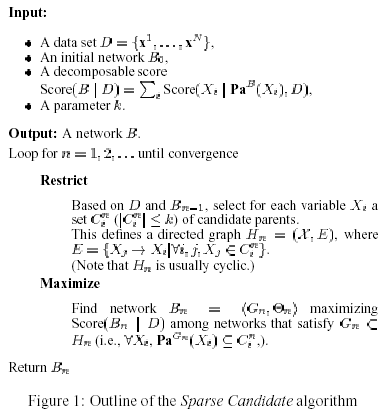 Input:
• A data set D = {x¹, . . . , xᴺ},
• An initial network B₀,
• A decomposable score
Score(B | D) = ∑ᵢ Score(Xᵢ | Paᴮ(Xᵢ), D),
• A parameter k.
Output: A network B.
Loop for n = 1, 2, . . . until convergence
Restrict
Based on D and Bₙ₋₁, select for each variable Xᵢ a
set Cᵢⁿ (|Cᵢⁿ| ≤ k) of candidate parents.
This defines a directed graph Hₙ = (X, E), where
E = {Xⱼ → Xᵢ|∀i, j, Xⱼ ∈ Cᵢⁿ}.
(Note that Hₙ is usually cyclic.)
Maximize
Find network Bₙ = ⟨Gₙ, Θₙ⟩ maximizing
Score(Bₙ | D) among networks that satisfy Gₙ ⊂
Hₙ (i.e., ∀Xᵢ, Paᴳⁿ(Xᵢ) ⊆ Cᵢⁿ,).
Return Bₙ
Figure 1: Outline of the Sparse Candidate algorithm